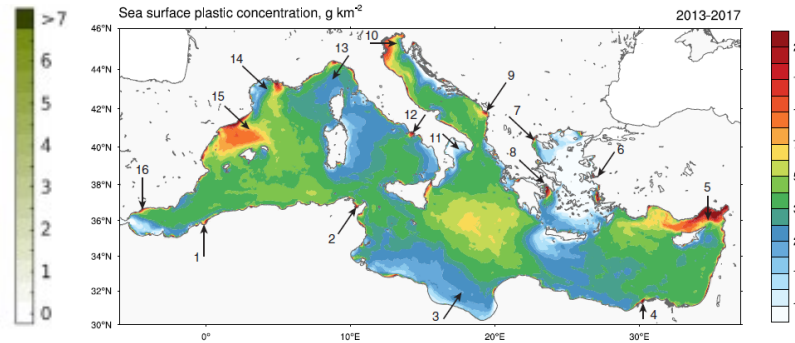 >7
6
5
4
3
2
1
0
Sea surface plastic concentration, g km-2
2013-2017
46°N
44°N
42°N
40°N
38°N
36°N
34°N
32°N
30°N
0°
10°E
20°E
30°E
10
13
14
15
9
12
7
11
8
6
16
5
2
1
3
4